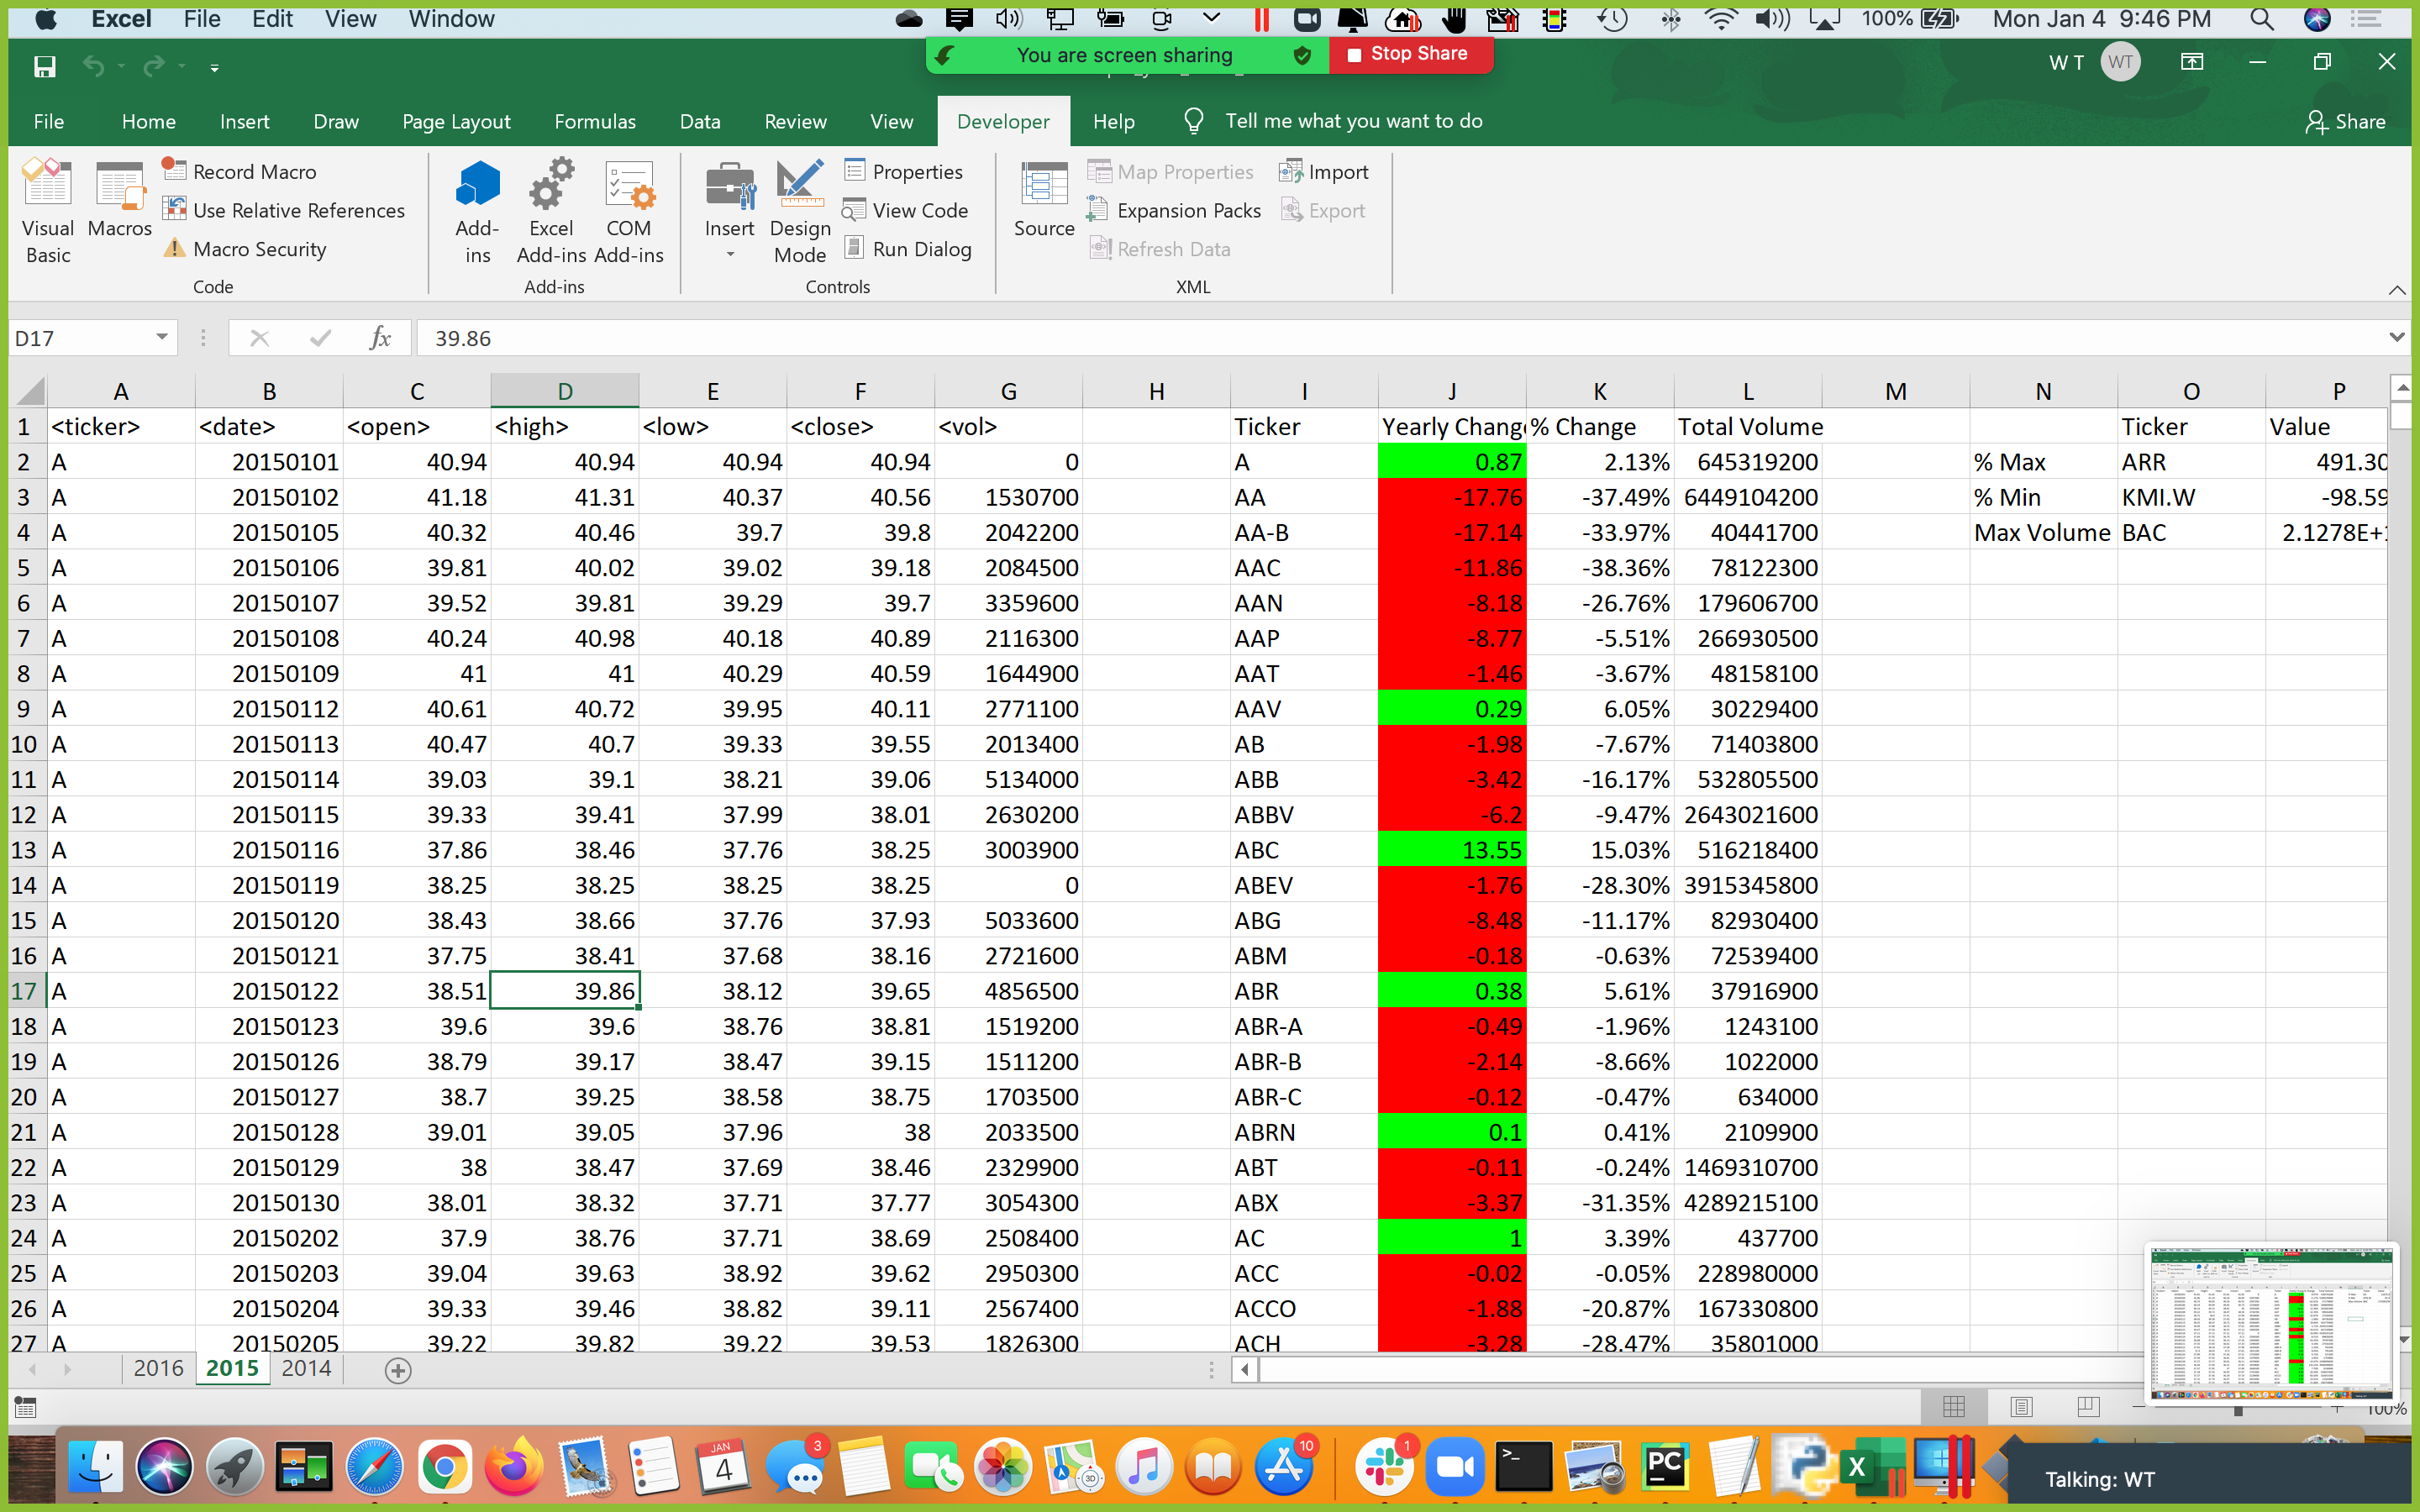 Excel File Edit View Window 100% Mon Jan 4 9:46 PM
You are screen sharing Stop Share
W T WT
File Home Insert Draw Page Layout Formulas Data Review View Developer Help Tell me what you want to do Share
Visual Basic Macros Record Macro Use Relative References Macro Security
Add-ins Excel Add-ins COM Add-ins
Insert Design Mode Properties View Code Run Dialog
Source Map Properties Expansion Packs Refresh Data Import Export
Code Add-ins Controls XML
D17 fx 39.86
A B C D E F G H I J K L M N O P
1 <ticker> <date> <open> <high> <low> <close> <vol> Ticker Yearly Chang % Change Total Volume Ticker Value
2 A 20150101 40.94 40.94 40.94 40.94 0 A 0.87 2.13% 645319200 % Max ARR 491.30
3 A 20150102 41.18 41.31 40.37 40.56 1530700 AA -17.76 -37.49% 6449104200 % Min KMI.W -98.59
4 A 20150105 40.32 40.46 39.7 39.8 2042200 AA-B -17.14 -33.97% 40441700 Max Volume BAC 2.1278E+
5 A 20150106 39.81 40.02 39.02 39.18 2084500 AAC -11.86 -38.36% 78122300
6 A 20150107 39.52 39.81 39.29 39.7 3359600 AAN -8.18 -26.76% 179606700
7 A 20150108 40.24 40.98 40.18 40.89 2116300 AAP -8.77 -5.51% 266930500
8 A 20150109 41 41 40.29 40.59 1644900 AAT -1.46 -3.67% 48158100
9 A 20150112 40.61 40.72 39.95 40.11 2771100 AAV 0.29 6.05% 30229400
10 A 20150113 40.47 40.7 39.33 39.55 2013400 AB -1.98 -7.67% 71403800
11 A 20150114 39.03 39.1 38.21 39.06 5134000 ABB -3.42 -16.17% 532805500
12 A 20150115 39.33 39.41 37.99 38.01 2630200 ABBV -6.2 -9.47% 2643021600
13 A 20150116 37.86 38.46 37.76 38.25 3003900 ABC 13.55 15.03% 516218400
14 A 20150119 38.25 38.25 38.25 38.25 0 ABEV -1.76 -28.30% 3915345800
15 A 20150120 38.43 38.66 37.76 37.93 5033600 ABG -8.48 -11.17% 82930400
16 A 20150121 37.75 38.41 37.68 38.16 2721600 ABM -0.18 -0.63% 72539400
17 A 20150122 38.51 39.86 38.12 39.65 4856500 ABR 0.38 5.61% 37916900
18 A 20150123 39.6 39.6 38.76 38.81 1519200 ABR-A -0.49 -1.96% 1243100
19 A 20150126 38.79 39.17 38.47 39.15 1511200 ABR-B -2.14 -8.66% 1022000
20 A 20150127 38.7 39.25 38.58 38.75 1703500 ABR-C -0.12 -0.47% 634000
21 A 20150128 39.01 39.05 37.96 38 2033500 ABRN 0.1 0.41% 2109900
22 A 20150129 38 38.47 37.69 38.46 2329900 ABT -0.11 -0.24% 1469310700
23 A 20150130 38.01 38.32 37.71 37.77 3054300 ABX -3.37 -31.35% 4289215100
24 A 20150202 37.9 38.76 37.71 38.69 2508400 AC 1 3.39% 437700
25 A 20150203 39.04 39.63 38.92 39.62 2950300 ACC -0.02 -0.05% 228980000
26 A 20150204 39.33 39.46 38.82 39.11 2567400 ACCO -1.88 -20.87% 167330800
27 A 20150205 39.22 39.82 39.22 39.53 1826300 ACH -3.28 -28.47% 35801000
2016 2015 2014
100%
JAN 4 3 3D 10 1 PC X
Talking: WT